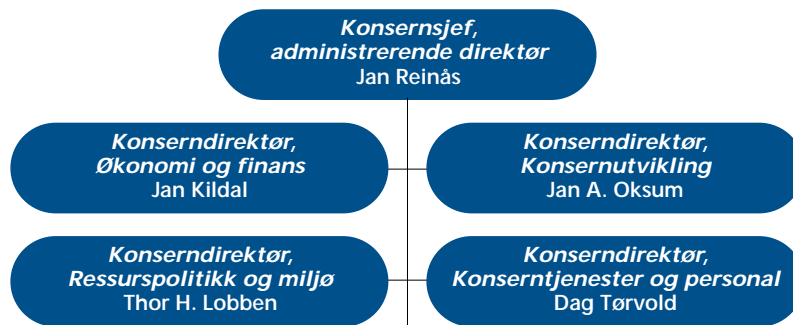 Konsernsjef,
administrerende direktør
Jan Reinås
Konserndirektør,
Økonomi og finans
Jan Kildal
Konserndirektør,
Konsernutvikling
Jan A. Oksum
Konserndirektør,
Ressurspolitikk og miljø
Thor H. Lobben
Konserndirektør,
Konserntjenester og personal
Dag Tørvold